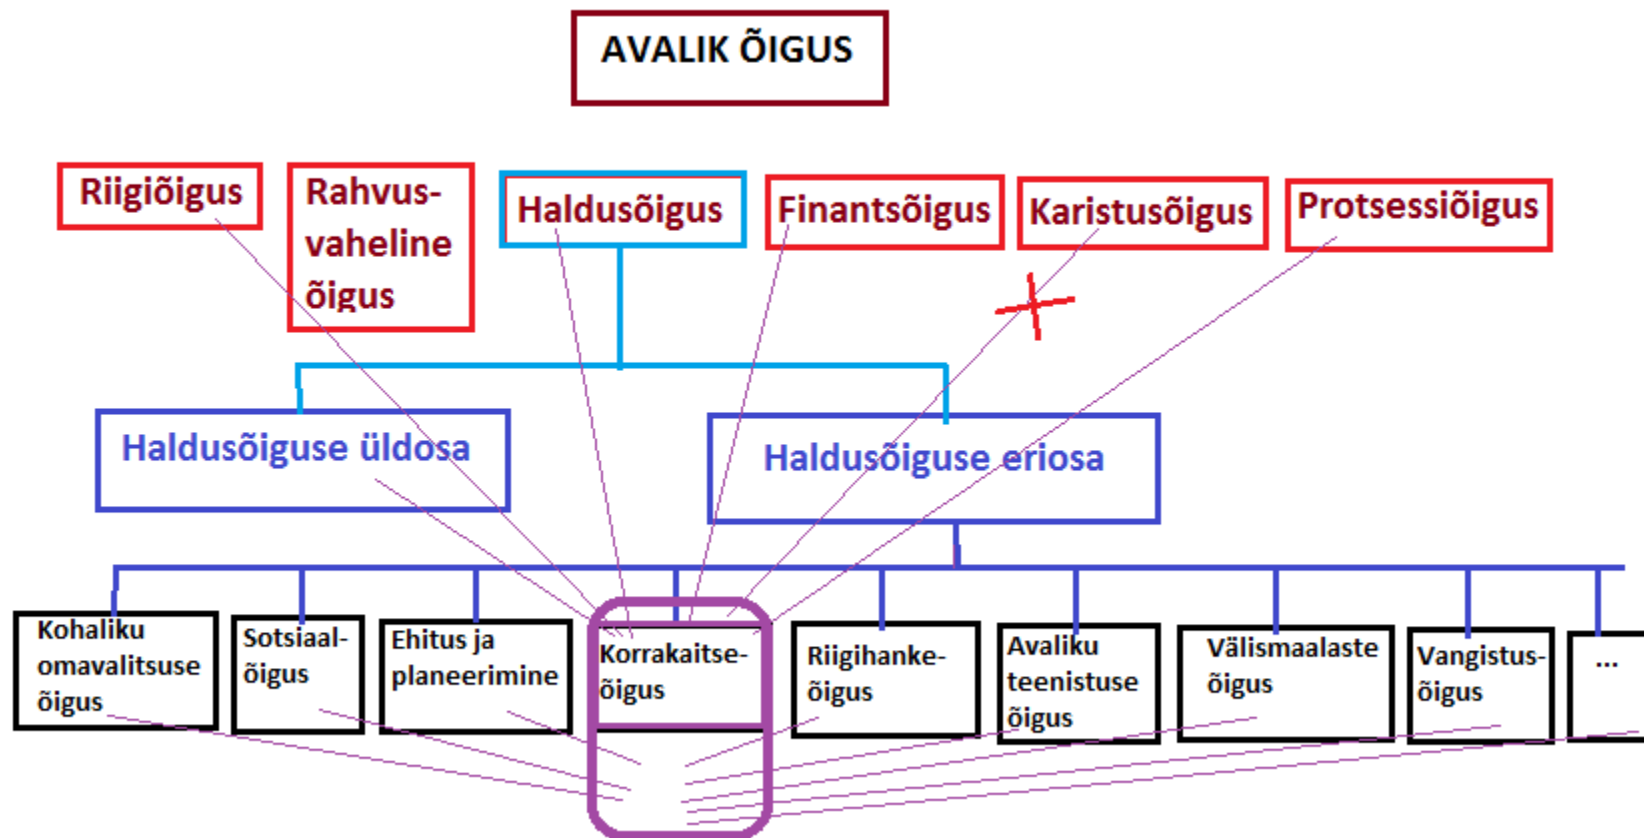 AVALIK ÕIGUS
Riigiõigus
Rahvus-
vaheline
õigus
Haldusõigus
Finantsõigus
Karistusõigus
Protsessiõigus
Haldusõiguse üldosa
Haldusõiguse eriosa
Kohaliku
omavalitsuse
õigus
Sotsiaal-
õigus
Ehitus ja
planeerimine
Korrakaitse-
õigus
Riigihanke-
õigus
Avaliku
teenistuse
õigus
Välismaalaste
õigus
Vangistus-
õigus
...